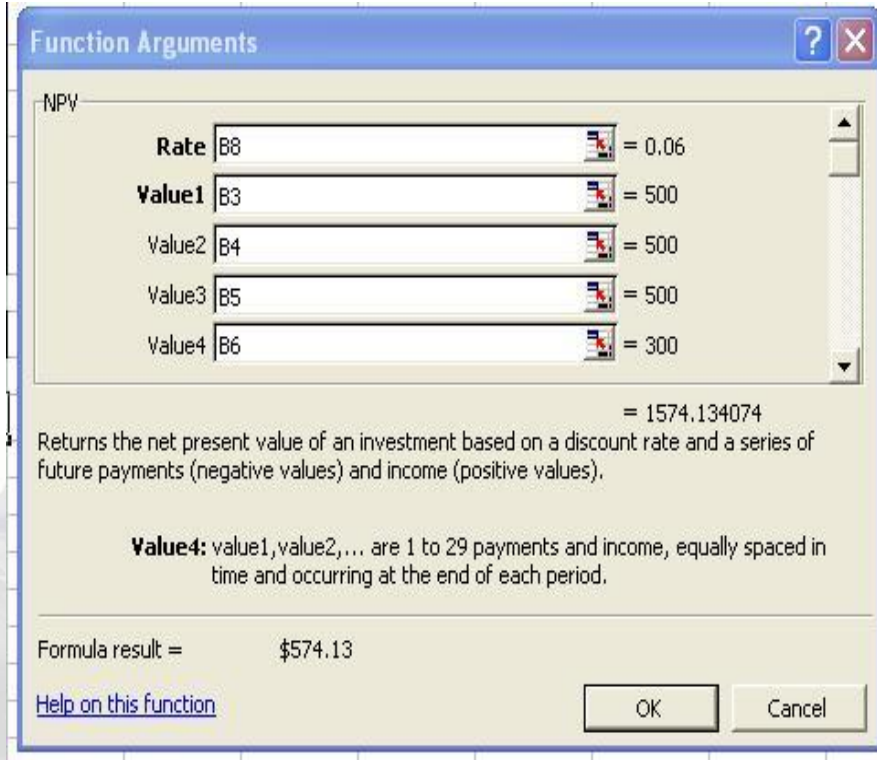 Function Arguments
NPV
Rate B8 = 0.06
Value1 B3 = 500
Value2 B4 = 500
Value3 B5 = 500
Value4 B6 = 300
= 1574.134074
Returns the net present value of an investment based on a discount rate and a series of
future payments (negative values) and income (positive values).
Value4: value1,value2,... are 1 to 29 payments and income, equally spaced in
time and occurring at the end of each period.
Formula result = $574.13
Help on this function
OK Cancel